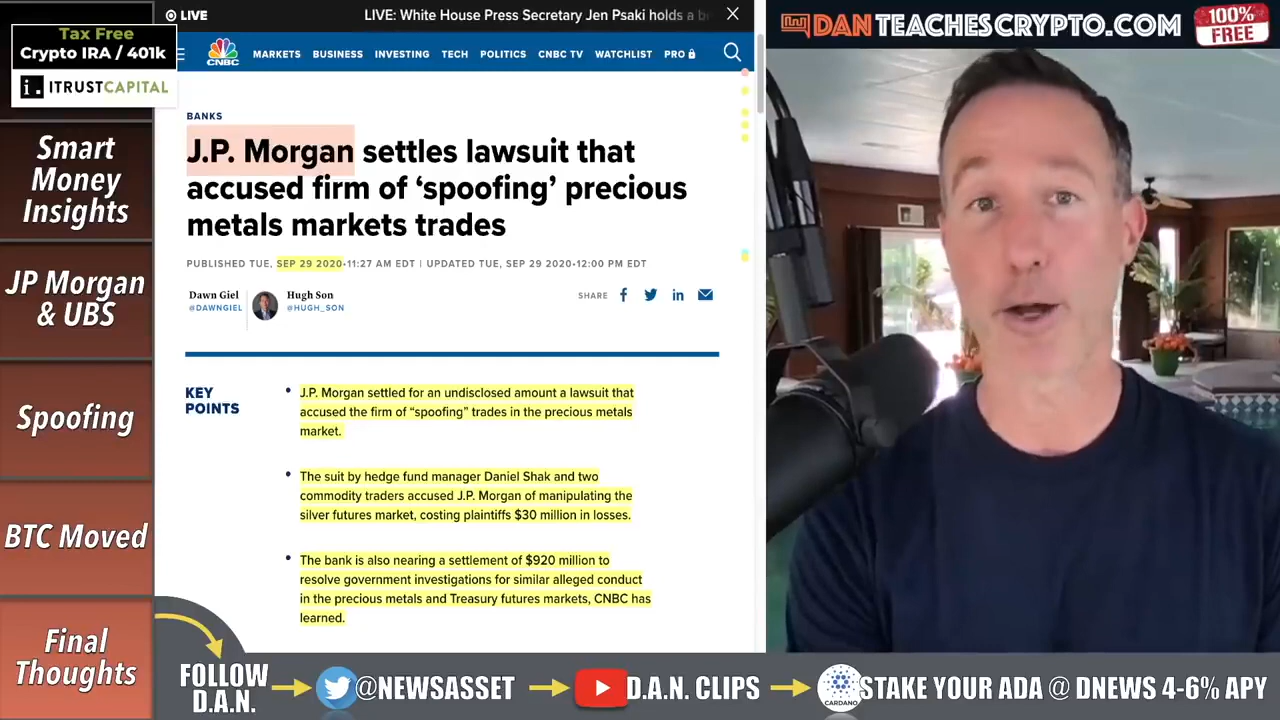 Tax Free
Crypto IRA / 401k
i. ITRUSTCAPITAL
Smart
Money
Insights
JP Morgan
& UBS
Spoofing
BTC Moved
Final
Thoughts
LIVE
LIVE: White House Press Secretary Jen Psaki holds a
CNBC
MARKETS BUSINESS INVESTING TECH POLITICS CNBC TV WATCHLIST PRO
BANKS
J.P. Morgan settles lawsuit that
accused firm of ‘spoofing’ precious
metals markets trades
PUBLISHED TUE, SEP 29 2020•11:27 AM EDT | UPDATED TUE, SEP 29 2020•12:00 PM EDT
Dawn Giel
@DAWNGIEL
Hugh Son
@HUGH_SON
SHARE
KEY
POINTS
• J.P. Morgan settled for an undisclosed amount a lawsuit that
accused the firm of “spoofing” trades in the precious metals
market.
• The suit by hedge fund manager Daniel Shak and two
commodity traders accused J.P. Morgan of manipulating the
silver futures market, costing plaintiffs $30 million in losses.
• The bank is also nearing a settlement of $920 million to
resolve government investigations for similar alleged conduct
in the precious metals and Treasury futures markets, CNBC has
learned.
DANTEACHESCRYPTO.COM
100%
FREE
FOLLOW
D.A.N.
@NEWSASSET
D.A.N. CLIPS
CARDANO
STAKE YOUR ADA @ DNEWS 4-6% APY